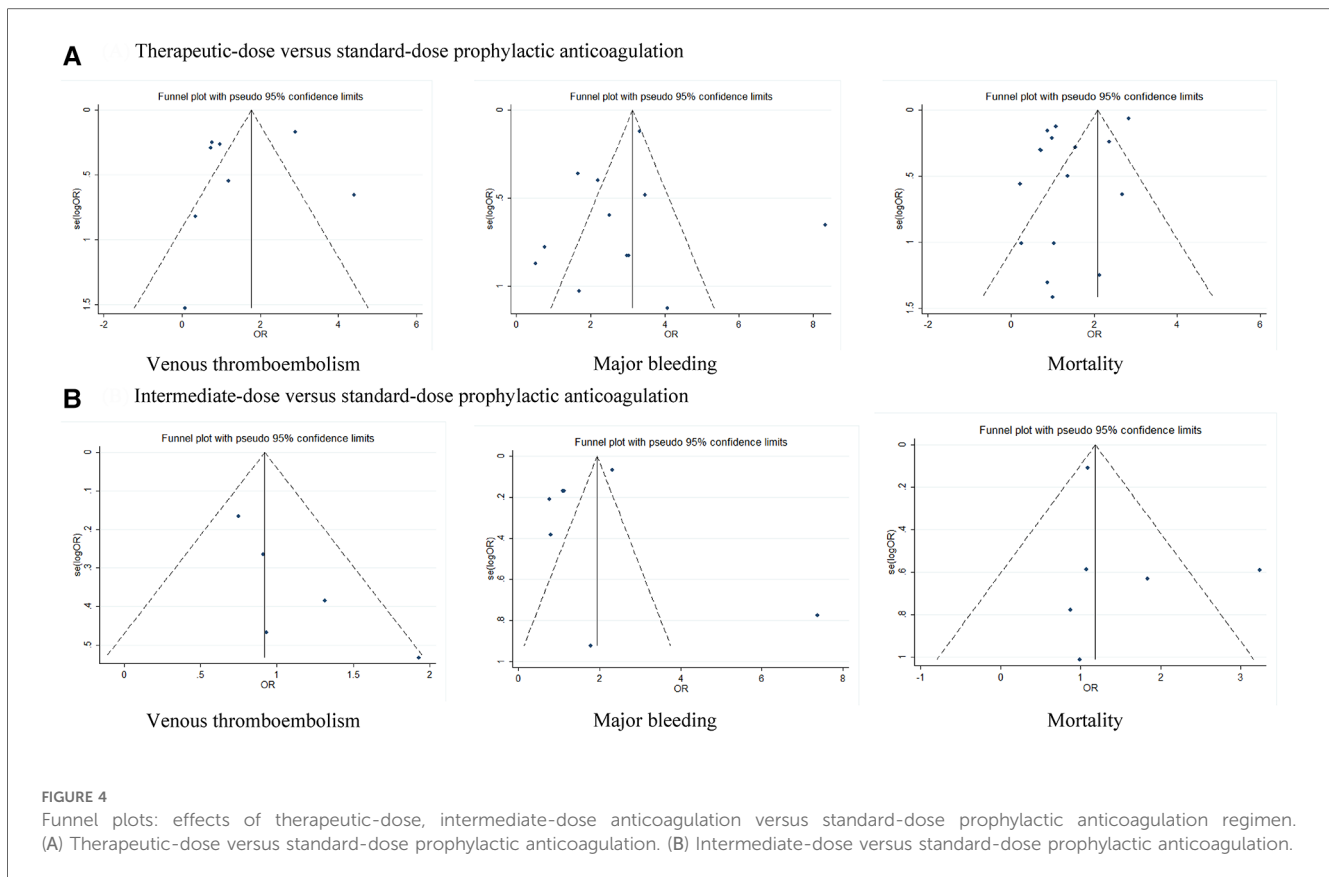 A Therapeutic-dose versus standard-dose prophylactic anticoagulation
Funnel plot with pseudo 95% confidence limits
0
.5
1
1.5
se(logOR)
-2 0 2 4 6
OR
Venous thromboembolism
Funnel plot with pseudo 95% confidence limits
0
.5
1
se(logOR)
0 2 4 6 8
OR
Major bleeding
Funnel plot with pseudo 95% confidence limits
0
.5
1
1.5
se(logOR)
-2 0 2 4 6
OR
Mortality
B Intermediate-dose versus standard-dose prophylactic anticoagulation
Funnel plot with pseudo 95% confidence limits
0
.1
.2
.3
.4
.5
se(logOR)
0 .5 1 1.5 2
OR
Venous thromboembolism
Funnel plot with pseudo 95% confidence limits
0
.2
.4
.6
.8
1
se(logOR)
0 2 4 6 8
OR
Major bleeding
Funnel plot with pseudo 95% confidence limits
0
.2
.4
.6
.8
1
se(logOR)
-1 0 1 2 3
OR
Mortality
FIGURE 4
Funnel plots: effects of therapeutic-dose, intermediate-dose anticoagulation versus standard-dose prophylactic anticoagulation regimen.
(A) Therapeutic-dose versus standard-dose prophylactic anticoagulation. (B) Intermediate-dose versus standard-dose prophylactic anticoagulation.